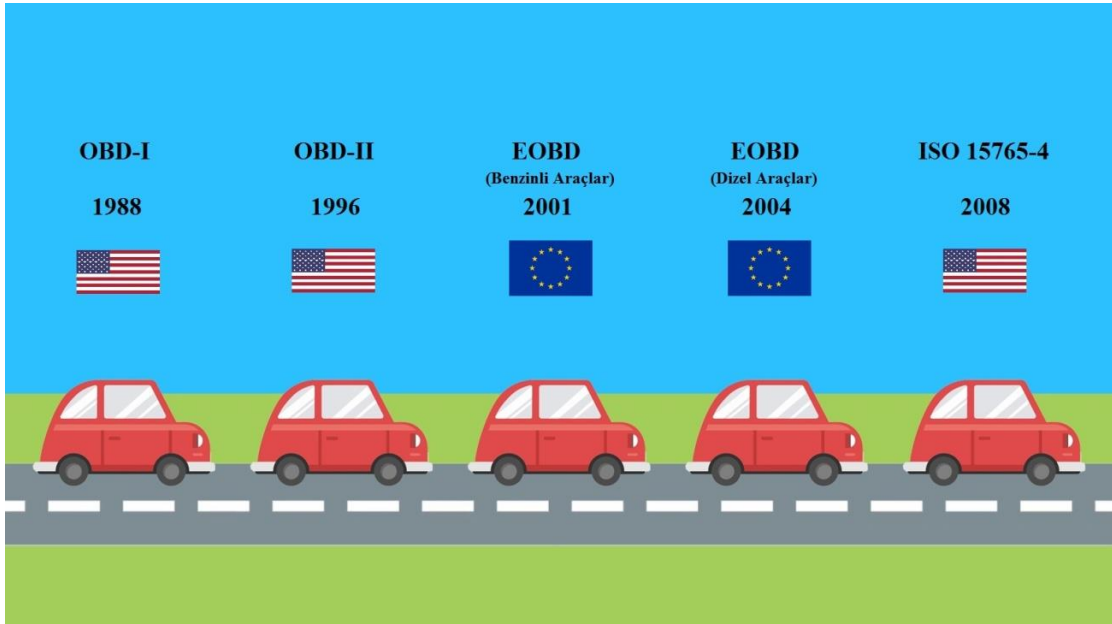 OBD-I
1988
OBD-II
1996
EOBD
(Benzinli Araçlar)
2001
EOBD
(Dizel Araçlar)
2004
ISO 15765-4
2008